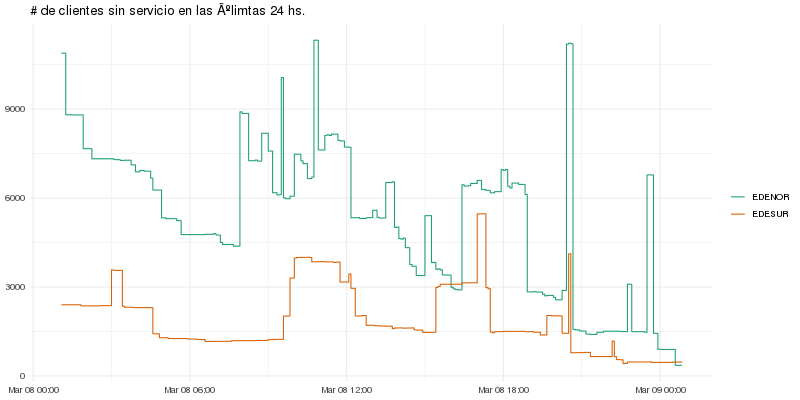 # de clientes sin servicio en las Ãºlimtas 24 hs.
9000
6000
3000
0
Mar 08 00:00
Mar 08 06:00
Mar 08 12:00
Mar 08 18:00
Mar 09 00:00
EDENOR
EDESUR